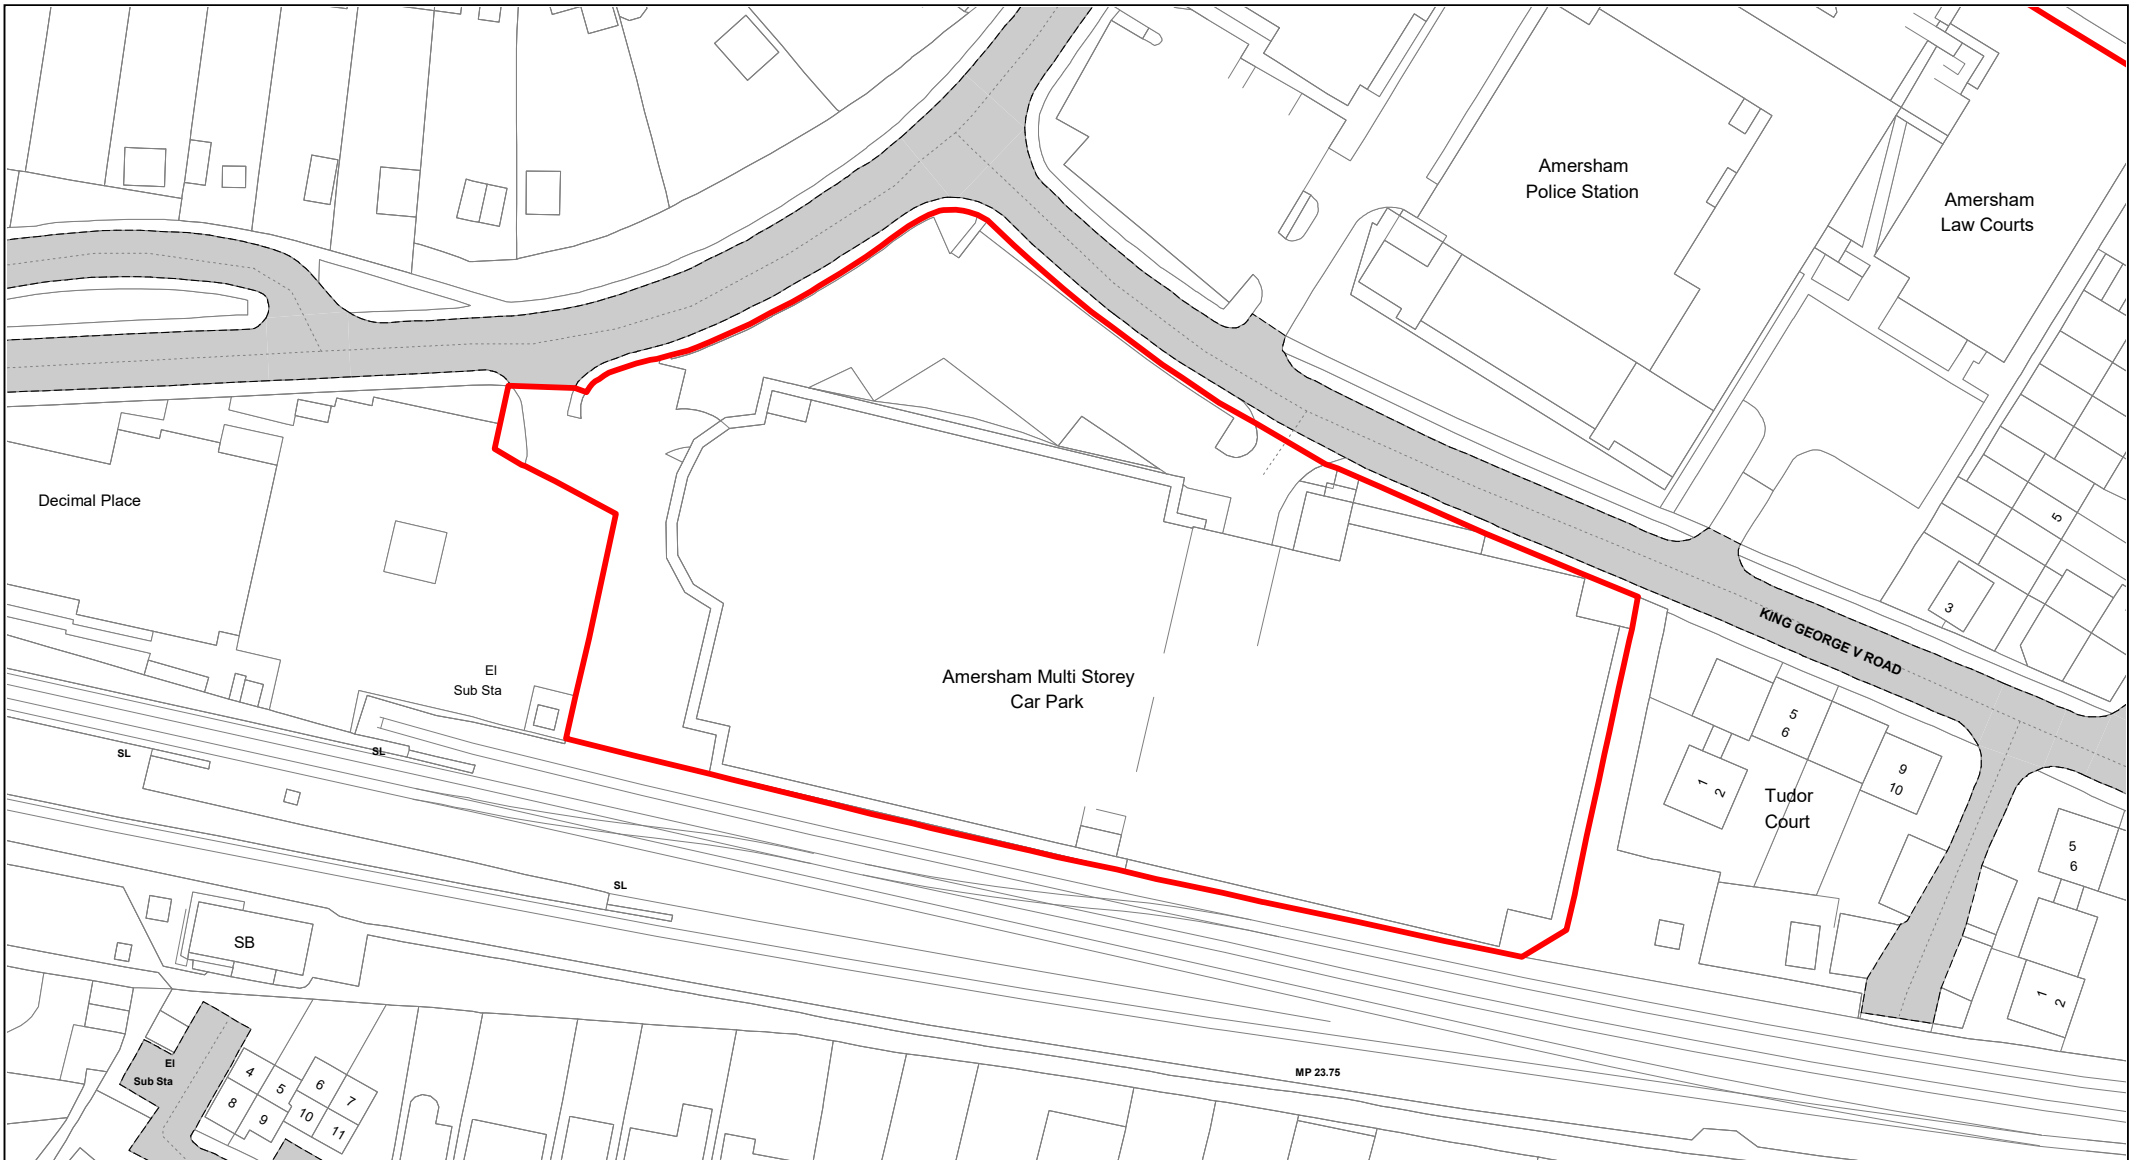 Amersham
Police Station
Amersham
Law Courts
Decimal Place
5
3
KING GEORGE V ROAD
El
Sub Sta
Amersham Multi Storey
Car Park
5
6
1
2
9
10
Tudor
Court
SL
SL
SL
5
6
SB
1
2
El
Sub Sta
4
5
6
7
8
9
10
11
MP 23.75